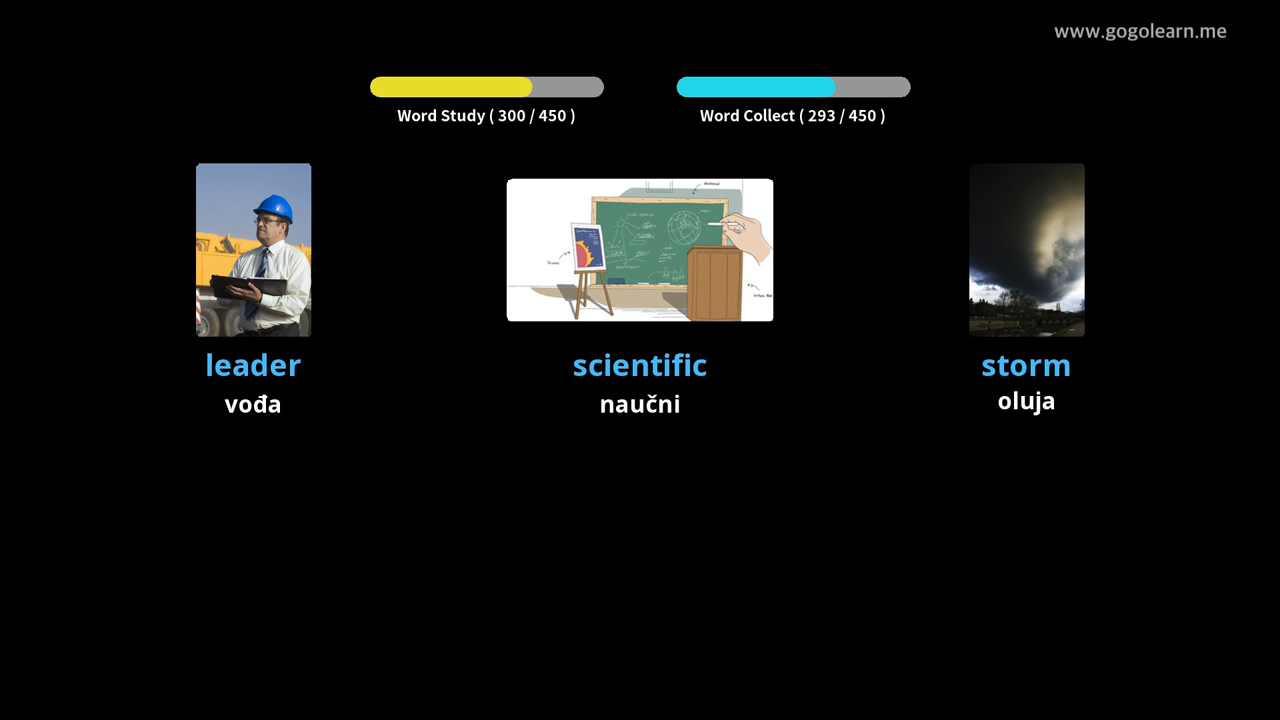 www.gogolearn.me
Word Study ( 300 / 450 )
Word Collect ( 293 / 450 )
leader
vođa
scientific
naučni
storm
oluja